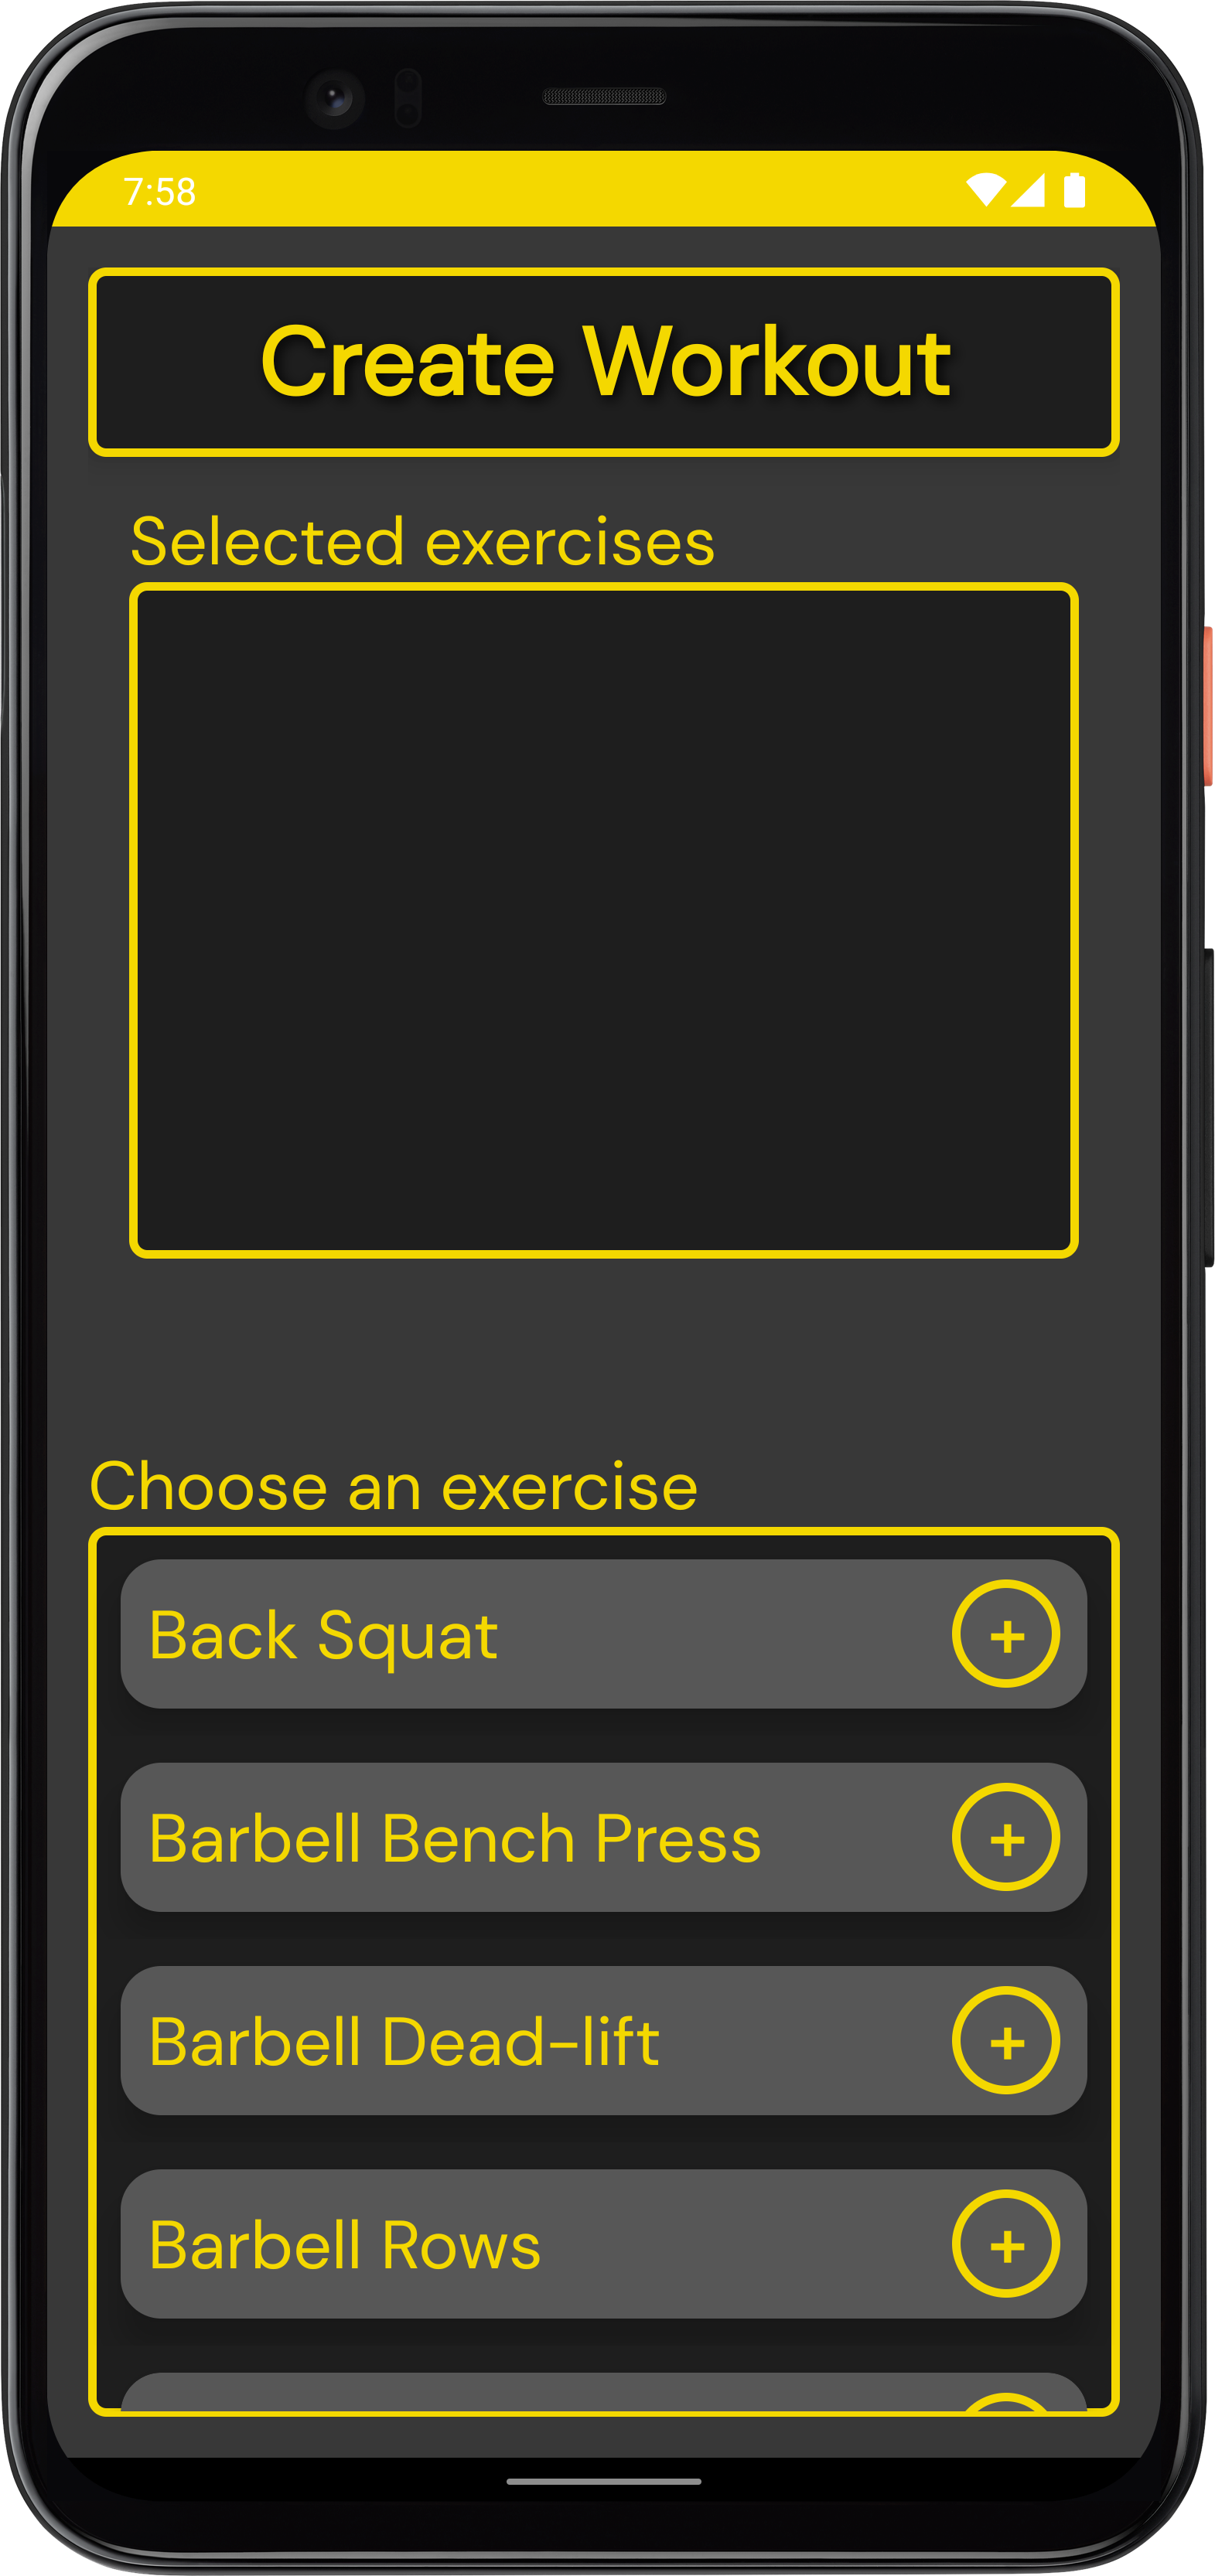 7:58
Create Workout
Selected exercises
Choose an exercise
Back Squat +
Barbell Bench Press +
Barbell Dead-lift +
Barbell Rows +